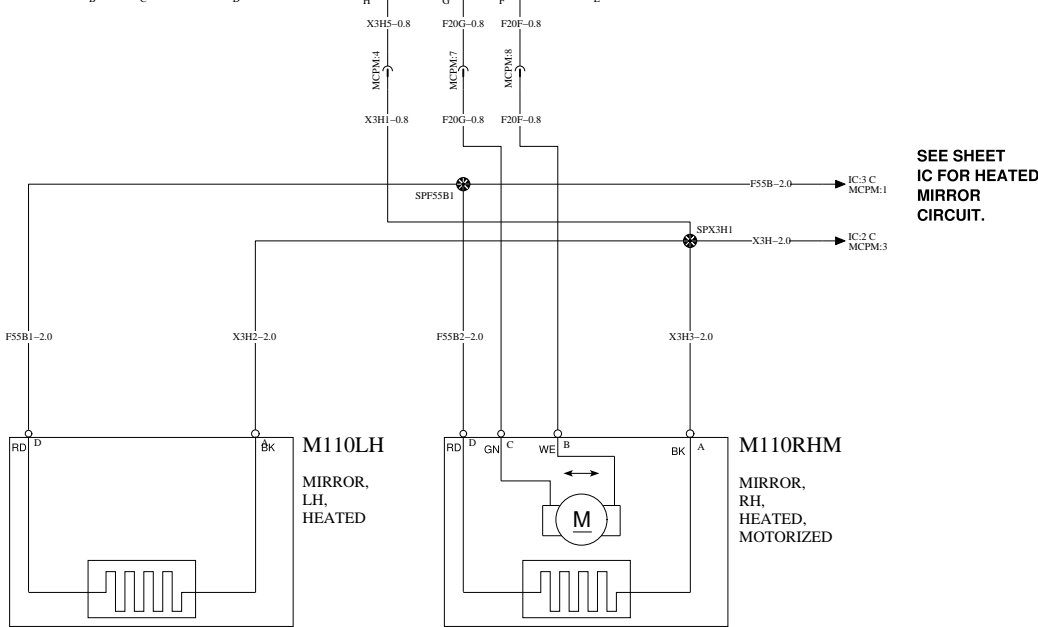 H G
X3H5–0.8 F20G–0.8 F20F–0.8
MCPM:4 MCPM:7 MCPM:8
X3H1–0.8 F20G–0.8 F20F–0.8
SEE SHEET
IC FOR HEATED
MIRROR
CIRCUIT.
SPF55B1
F55B–2.0
IC:3 C
MCPM:1
SPX3H1
X3H–2.0
IC:2 C
MCPM:3
F55B1–2.0 X3H2–2.0 F55B2–2.0 X3H3–2.0
RD D A BK
M110LH
MIRROR,
LH,
HEATED
RD D GN C WE B BK A
M110RHM
MIRROR,
RH,
HEATED,
MOTORIZED
M